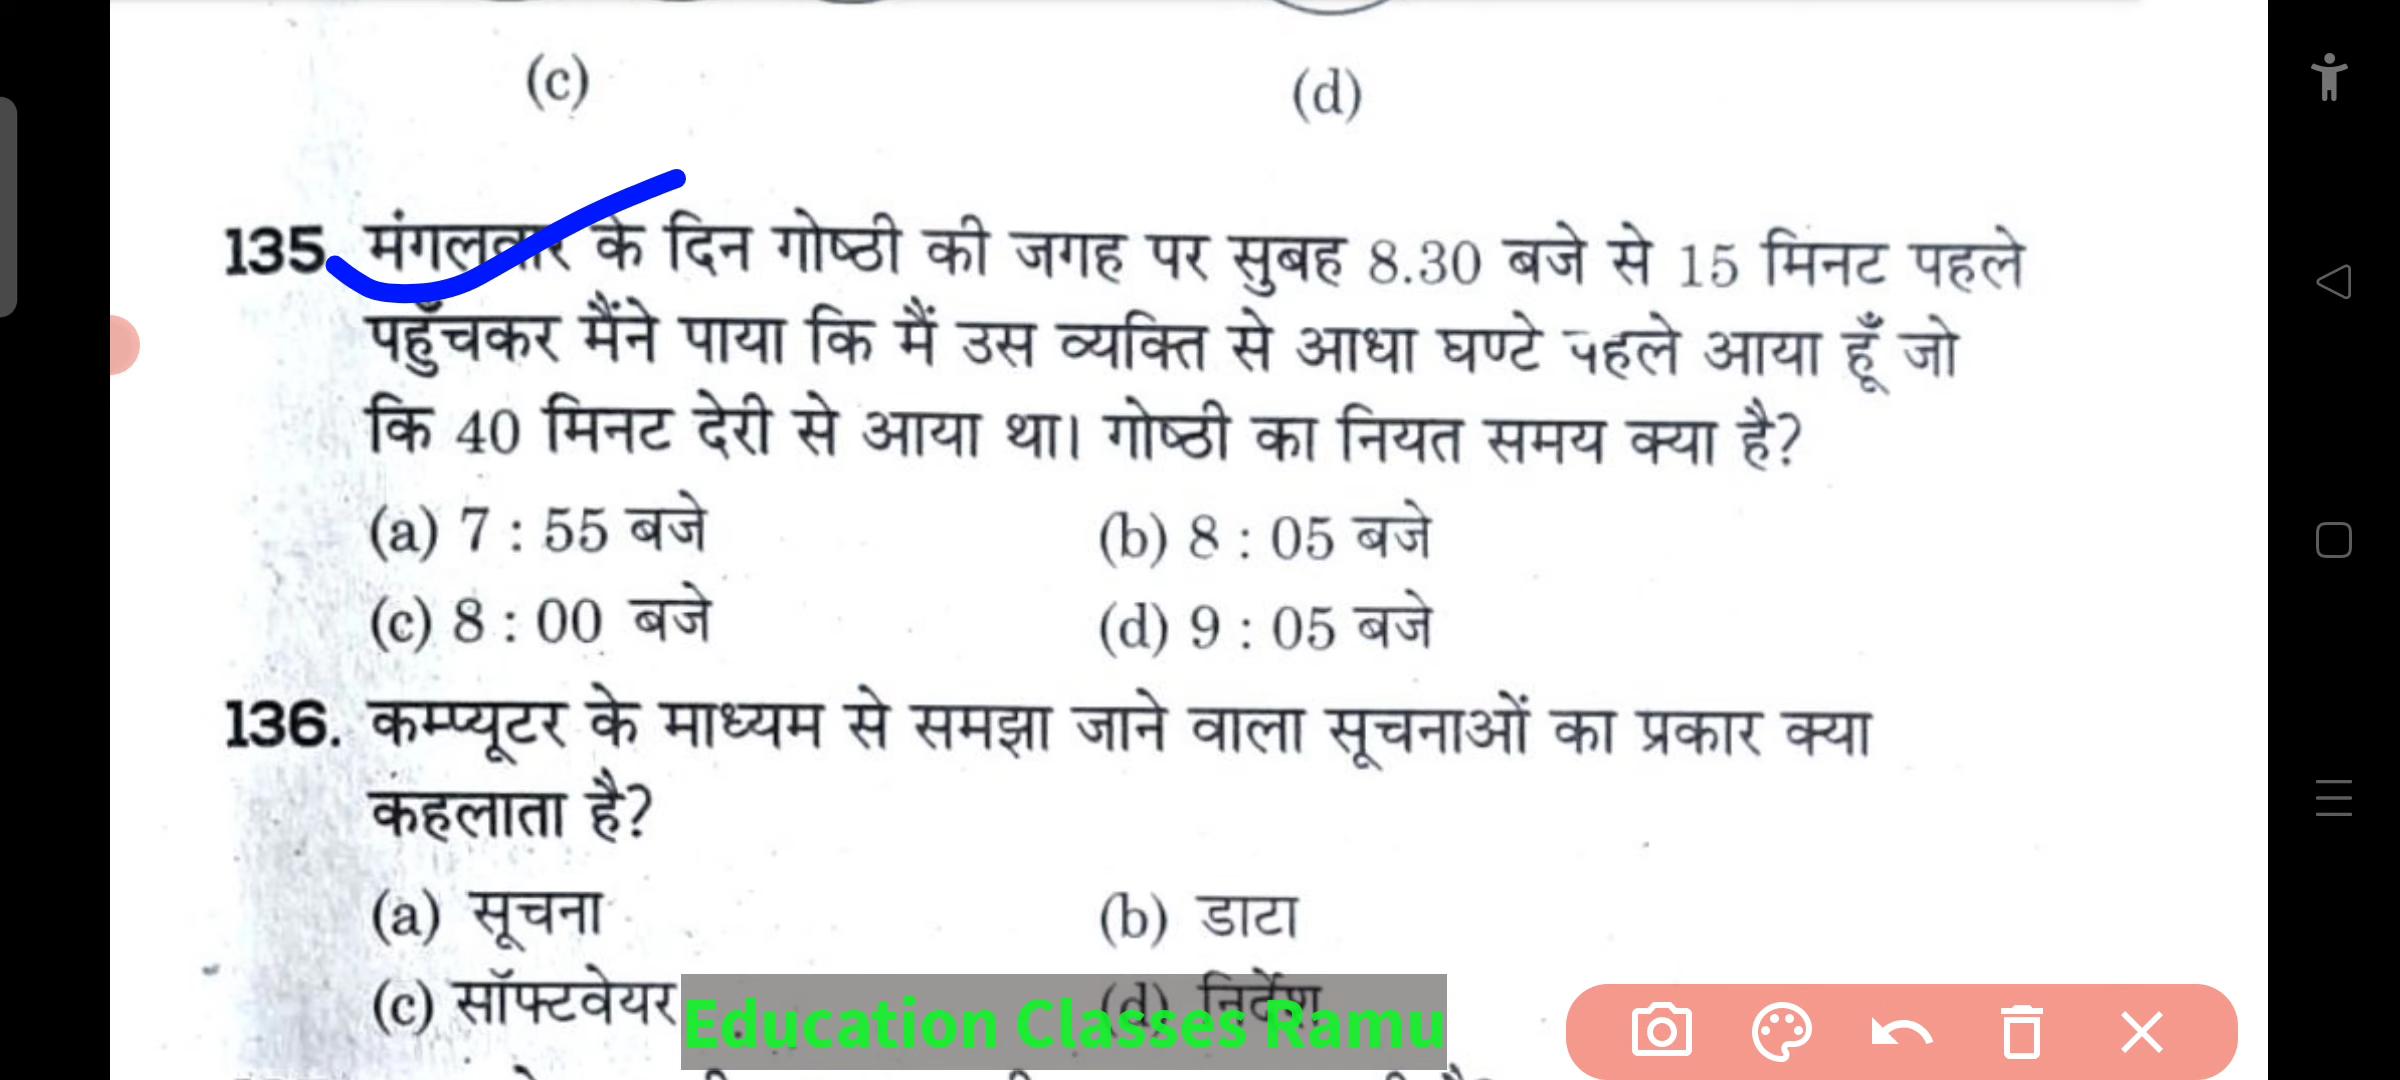 (c) (d)
135. मंगलवार के दिन गोष्ठी की जगह पर सुबह 8.30 बजे से 15 मिनट पहले
पहुँचकर मैंने पाया कि मैं उस व्यक्ति से आधा घण्टे पहले आया हूँ जो
कि 40 मिनट देरी से आया था। गोष्ठी का नियत समय क्या है?
(a) 7 : 55 बजे (b) 8 : 05 बजे
(c) 8 : 00 बजे (d) 9 : 05 बजे
136. कम्प्यूटर के माध्यम से समझा जाने वाला सूचनाओं का प्रकार क्या
कहलाता है?
(a) सूचना (b) डाटा
(c) सॉफ्टवेयर (d) निर्देश
Education Classes Ramu